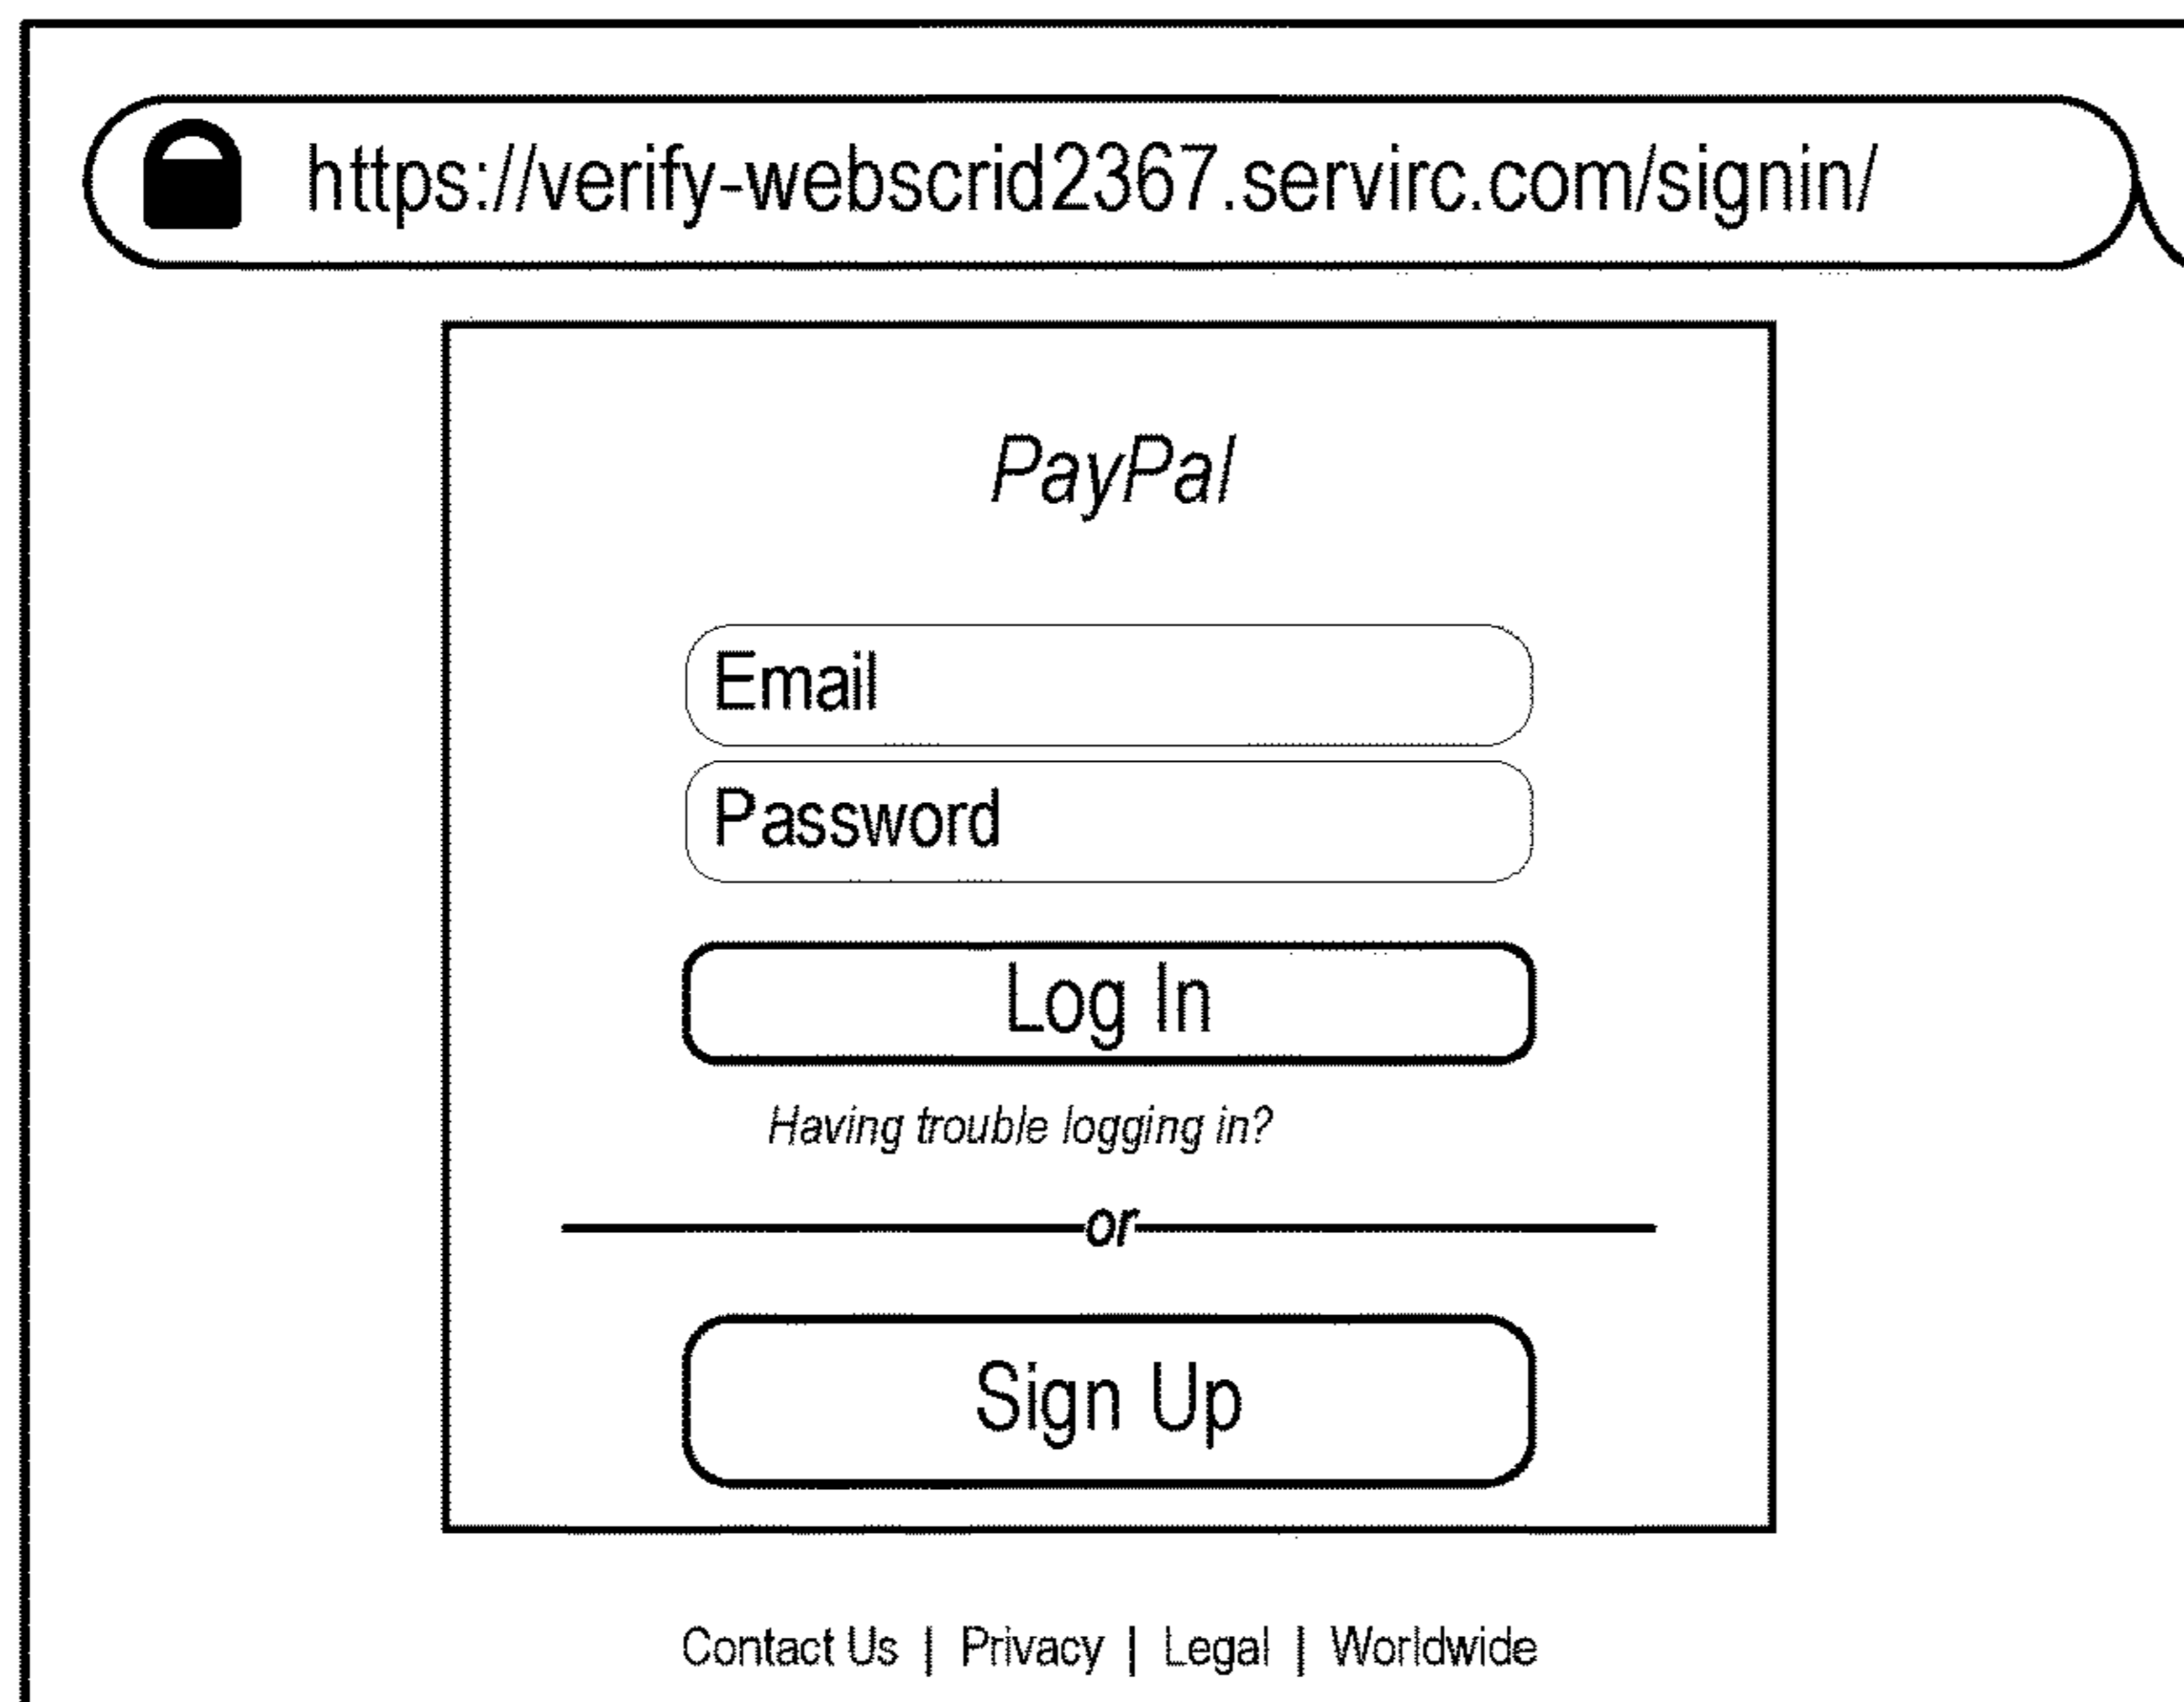 https://verify-webscrid2367.servirc.com/signin/
PayPal
Email
Password
Log In
Having trouble logging in?
or
Sign Up
Contact Us | Privacy | Legal | Worldwide